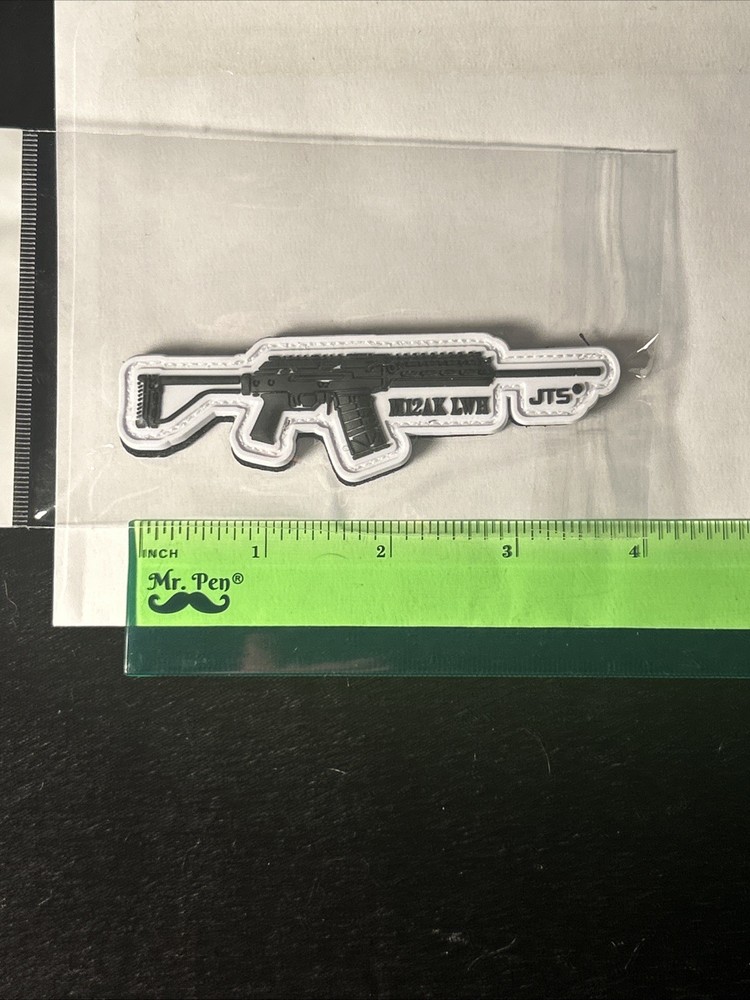 M12AK LWH
JTS
INCH 1 2 3 4
Mr. Pen®